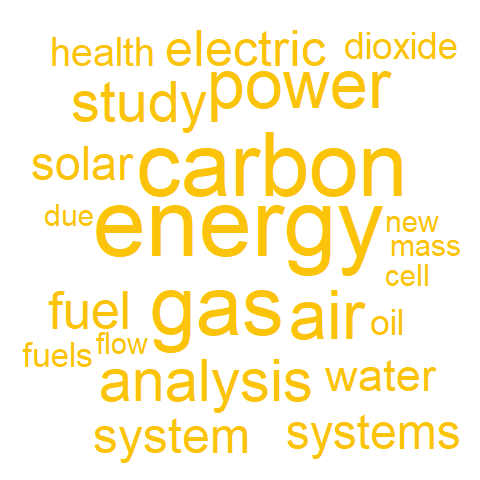 health electric dioxide
study power
solar carbon
due energy new
mass
cell
fuel gas air oil
fuels flow
analysis water
system systems